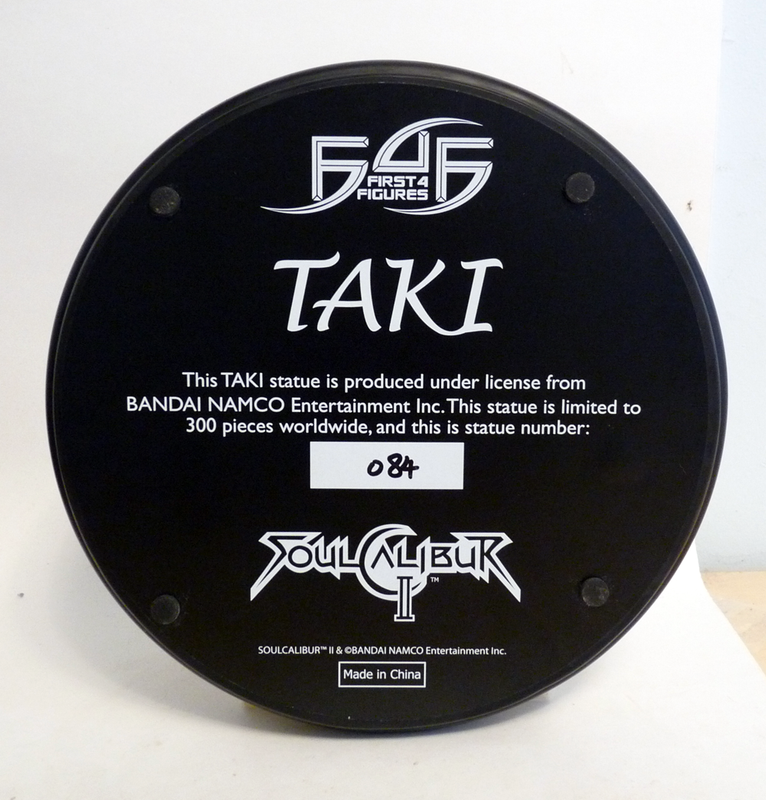 F4F
FIRST 4
FIGURES
TAKI
This TAKI statue is produced under license from
BANDAI NAMCO Entertainment Inc. This statue is limited to
300 pieces worldwide, and this is statue number:
084
SOULCALIBUR
II
™
SOULCALIBUR™ II & ©BANDAI NAMCO Entertainment Inc.
Made in China